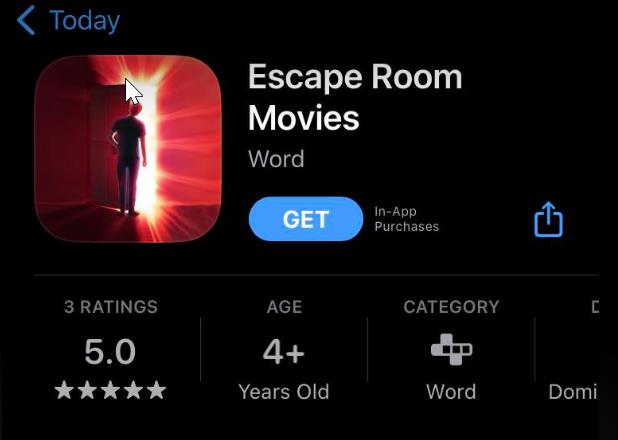 Today
Escape Room
Movies
Word
GET
In-App
Purchases
3 RATINGS
AGE
CATEGORY
5.0
4+
Years Old
Word